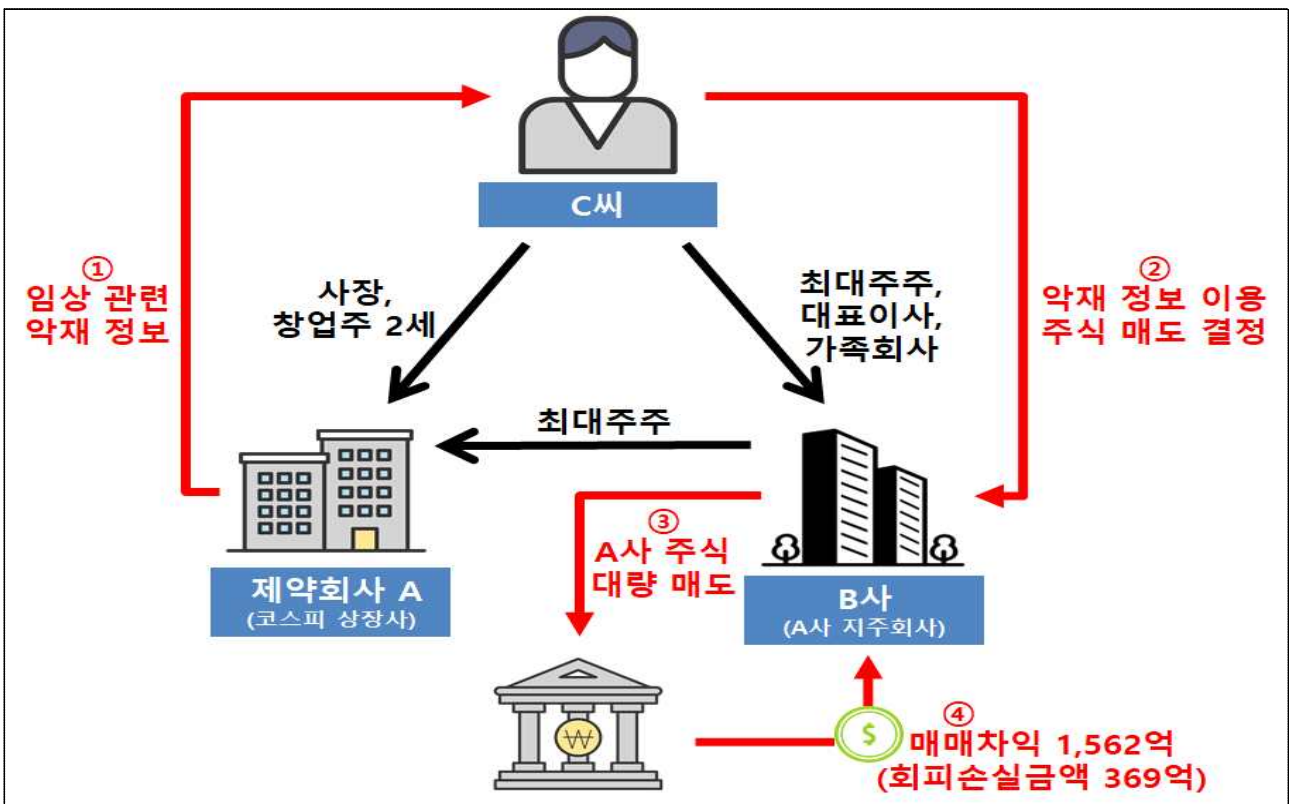 C씨
①
임상 관련
악재 정보
사장,
창업주 2세
최대주주,
대표이사,
가족회사
②
악재 정보 이용
주식 매도 결정
최대주주
③
A사 주식
대량 매도
제약회사 A
(코스피 상장사)
B사
(A사 지주회사)
₩
$
④
매매차익 1,562억
(회피손실금액 369억)